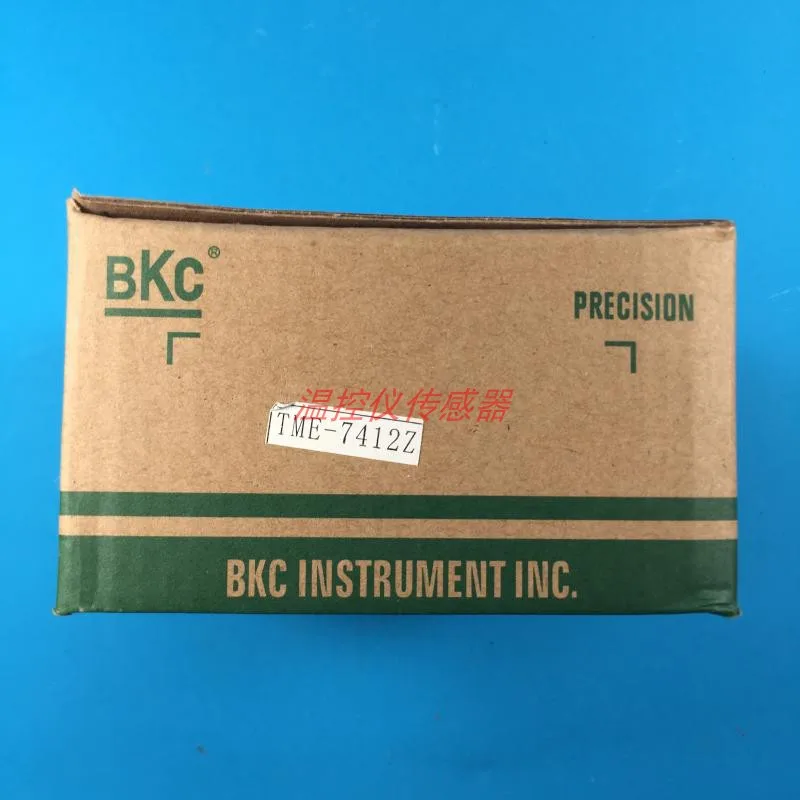 BKC®
PRECISION
温控仪传感器
TME-7412Z
BKC INSTRUMENT INC.